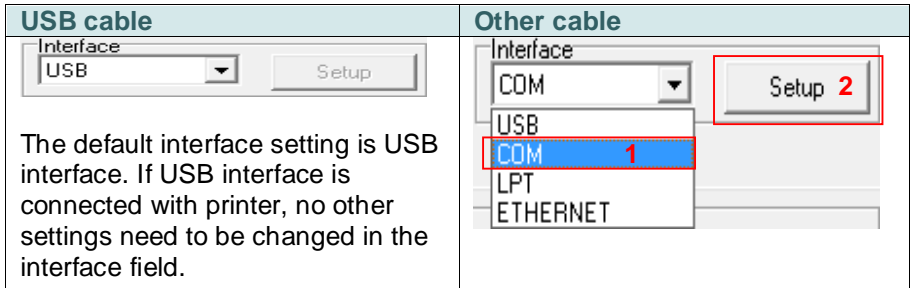 USB cable
Interface
USB
Setup
The default interface setting is USB
interface. If USB interface is
connected with printer, no other
settings need to be changed in the
interface field.
Other cable
Interface
COM
Setup 2
USB
COM 1
LPT
ETHERNET